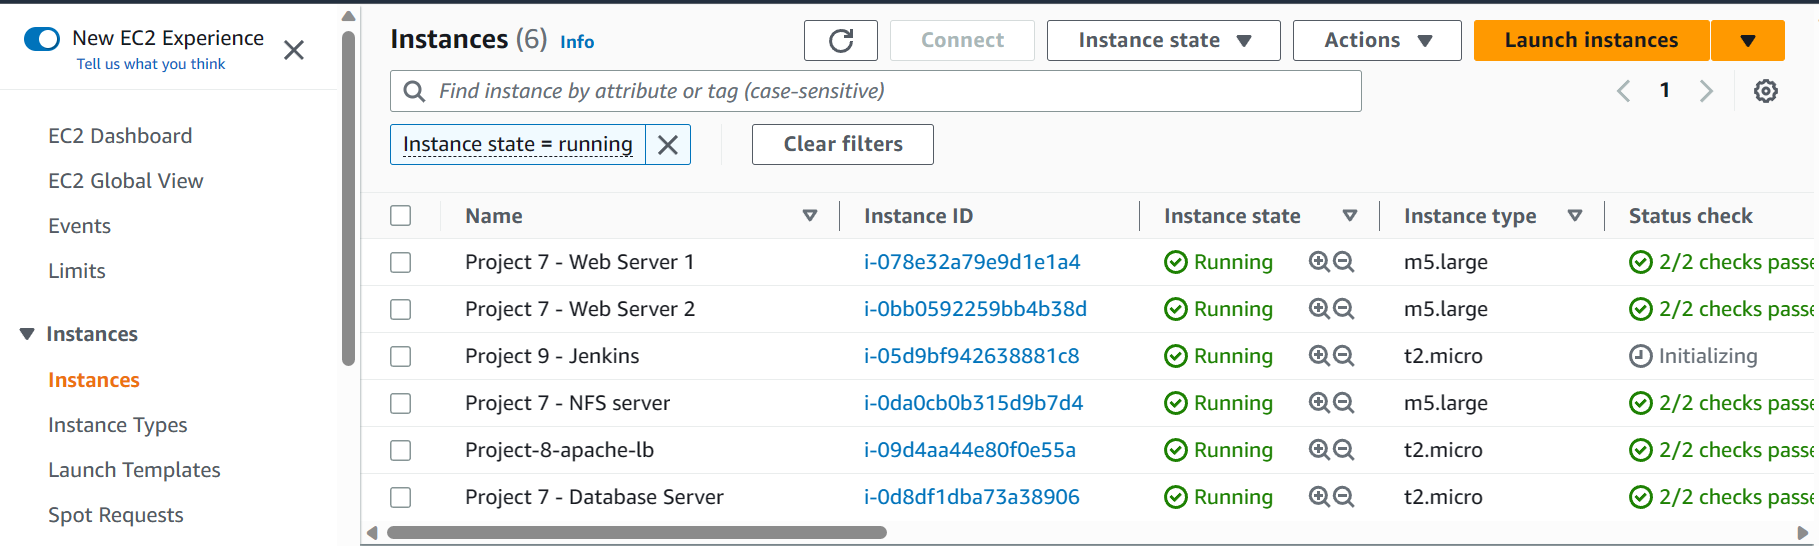 New EC2 Experience
Tell us what you think
EC2 Dashboard
EC2 Global View
Events
Limits
Instances
Instances
Instance Types
Launch Templates
Spot Requests
Instances (6) Info
Connect
Instance state
Actions
Launch instances
Find instance by attribute or tag (case-sensitive)
1
Instance state = running
Clear filters
Name Instance ID Instance state Instance type Status check
Project 7 - Web Server 1 i-078e32a79e9d1e1a4 Running m5.large 2/2 checks passe
Project 7 - Web Server 2 i-0bb0592259bb4b38d Running m5.large 2/2 checks passe
Project 9 - Jenkins i-05d9bf942638881c8 Running t2.micro Initializing
Project 7 - NFS server i-0da0cb0b315d9b7d4 Running m5.large 2/2 checks passe
Project-8-apache-lb i-09d4aa44e80f0e55a Running t2.micro 2/2 checks passe
Project 7 - Database Server i-0d8df1dba73a38906 Running t2.micro 2/2 checks passe